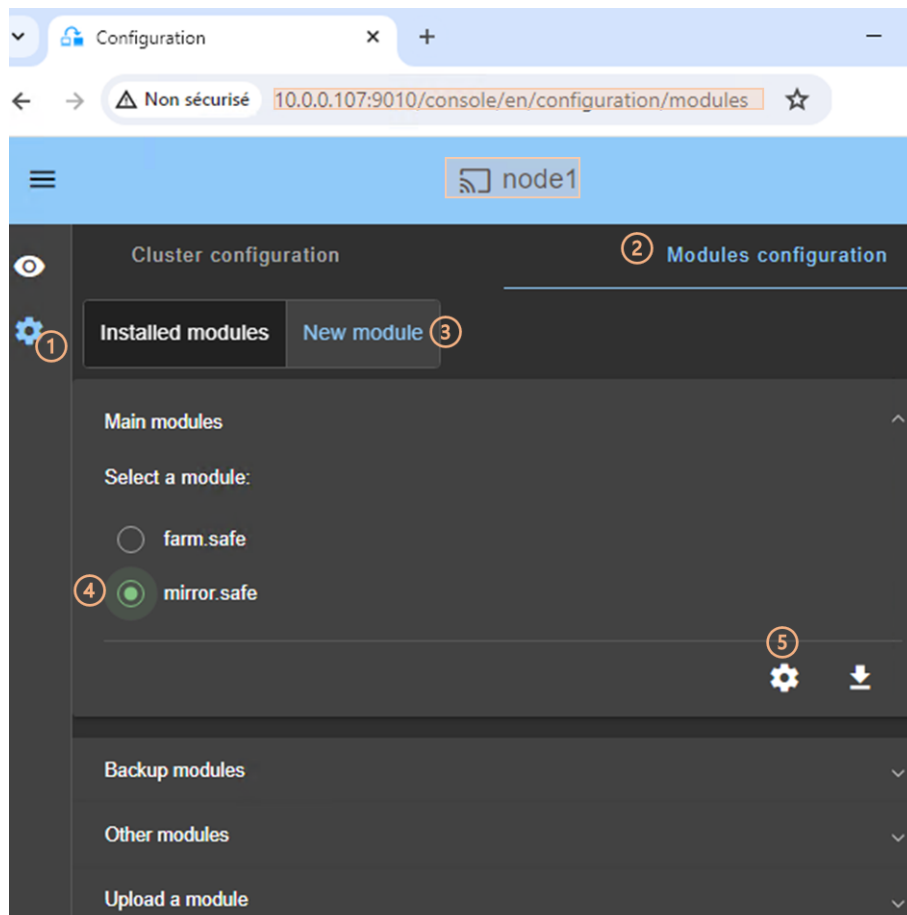 Configuration
Non sécurisé 10.0.0.107:9010/console/en/configuration/modules
node1
Cluster configuration 2 Modules configuration
1 Installed modules New module 3
Main modules
Select a module:
farm.safe
4 mirror.safe
5
Backup modules
Other modules
Upload a module